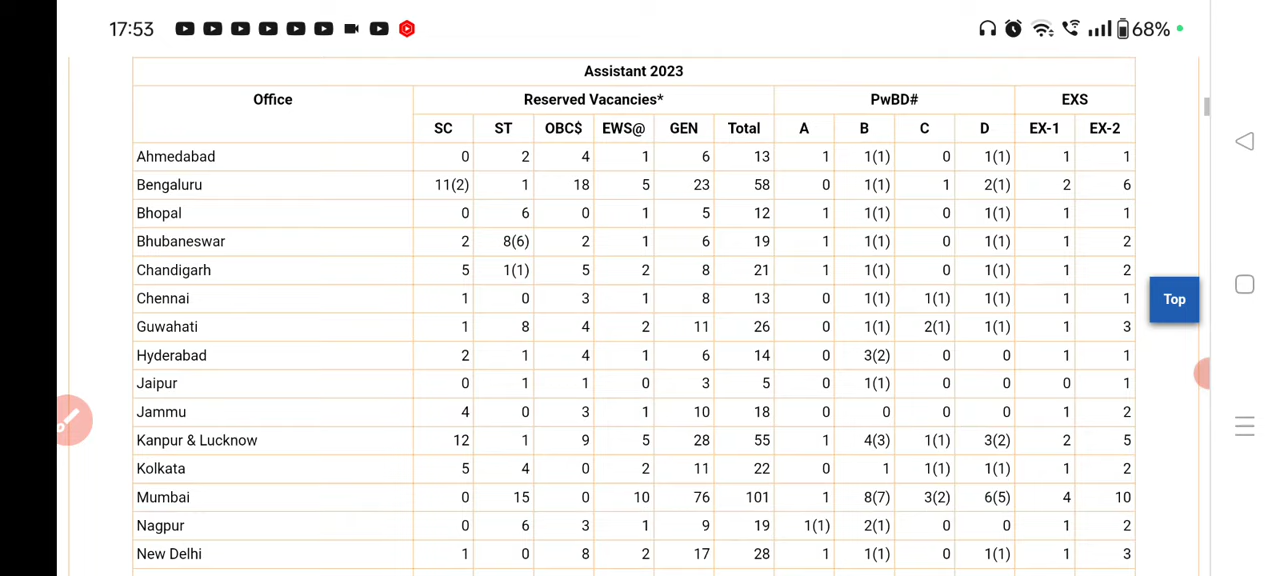 17:53 68%
Assistant 2023
Office Reserved Vacancies* PwBD# EXS
SC ST OBC$ EWS@ GEN Total A B C D EX-1 EX-2
Ahmedabad 0 2 4 1 6 13 1 1(1) 0 1(1) 1 1
Bengaluru 11(2) 1 18 5 23 58 0 1(1) 1 2(1) 2 6
Bhopal 0 6 0 1 5 12 1 1(1) 0 1(1) 1 1
Bhubaneswar 2 8(6) 2 1 6 19 1 1(1) 0 1(1) 1 2
Chandigarh 5 1(1) 5 2 8 21 1 1(1) 0 1(1) 1 2
Chennai 1 0 3 1 8 13 0 1(1) 1(1) 1(1) 1 1
Top
Guwahati 1 8 4 2 11 26 0 1(1) 2(1) 1(1) 1 3
Hyderabad 2 1 4 1 6 14 0 3(2) 0 0 1 1
Jaipur 0 1 1 0 3 5 0 1(1) 0 0 0 1
Jammu 4 0 3 1 10 18 0 0 0 0 1 2
Kanpur & Lucknow 12 1 9 5 28 55 1 4(3) 1(1) 3(2) 2 5
Kolkata 5 4 0 2 11 22 0 1 1(1) 1(1) 1 2
Mumbai 0 15 0 10 76 101 1 8(7) 3(2) 6(5) 4 10
Nagpur 0 6 3 1 9 19 1(1) 2(1) 0 0 1 2
New Delhi 1 0 8 2 17 28 1 1(1) 0 1(1) 1 3